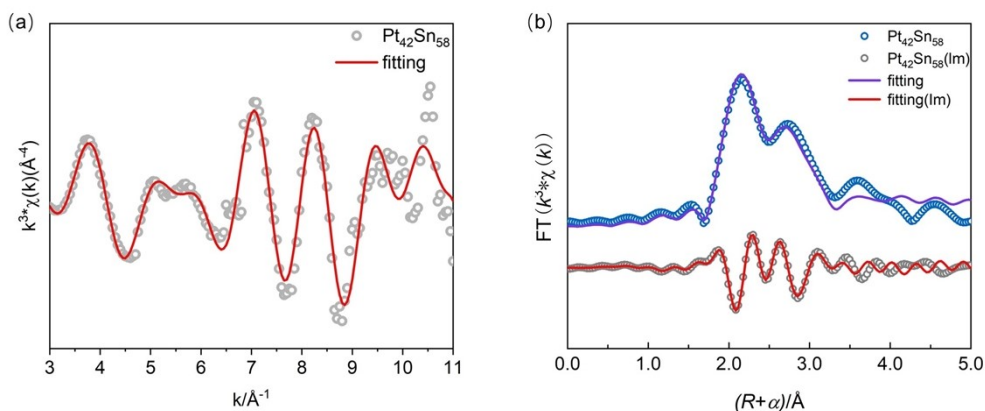 (a)
Pt42Sn58
fitting
k³*χ(k)(Å⁻⁴)
3 4 5 6 7 8 9 10 11
k/Å⁻¹
(b)
Pt42Sn58
Pt42Sn58(Im)
fitting
fitting(Im)
FT (k³*χ (k)
0.0 1.0 2.0 3.0 4.0 5.0
(R+α)/Å